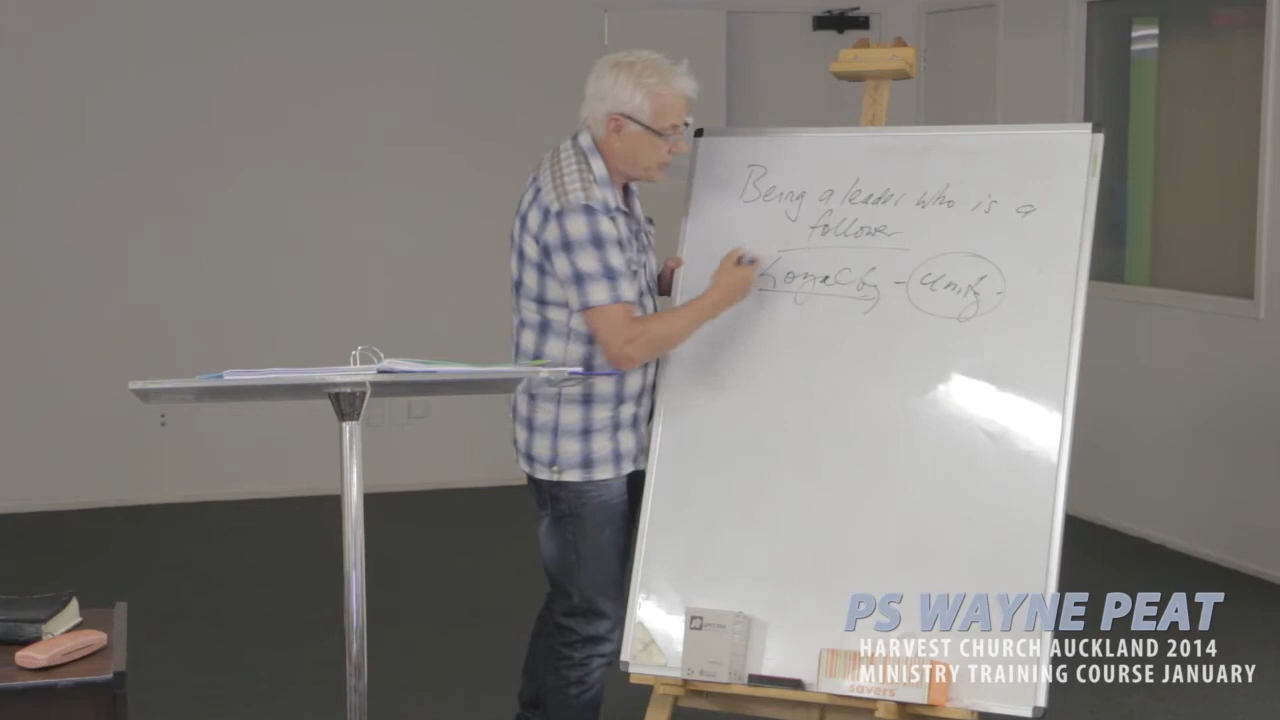 Being a leader who is a
follower
Loyalty - Unity.
savers
PS WAYNE PEAT
HARVEST CHURCH AUCKLAND 2014
MINISTRY TRAINING COURSE JANUARY